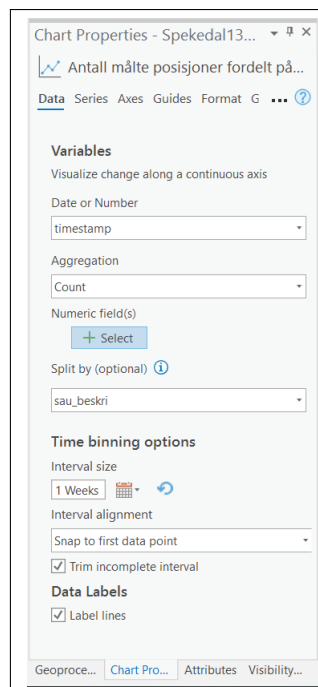 Chart Properties - Spekedal13...
Antall målte posisjoner fordelt på...
Data Series Axes Guides Format G ...
Variables
Visualize change along a continuous axis
Date or Number
timestamp
Aggregation
Count
Numeric field(s)
Select
Split by (optional)
sau_beskri
Time binning options
Interval size
1 Weeks
Interval alignment
Snap to first data point
Trim incomplete interval
Data Labels
Label lines
Geoproce... Chart Pro... Attributes Visibility...